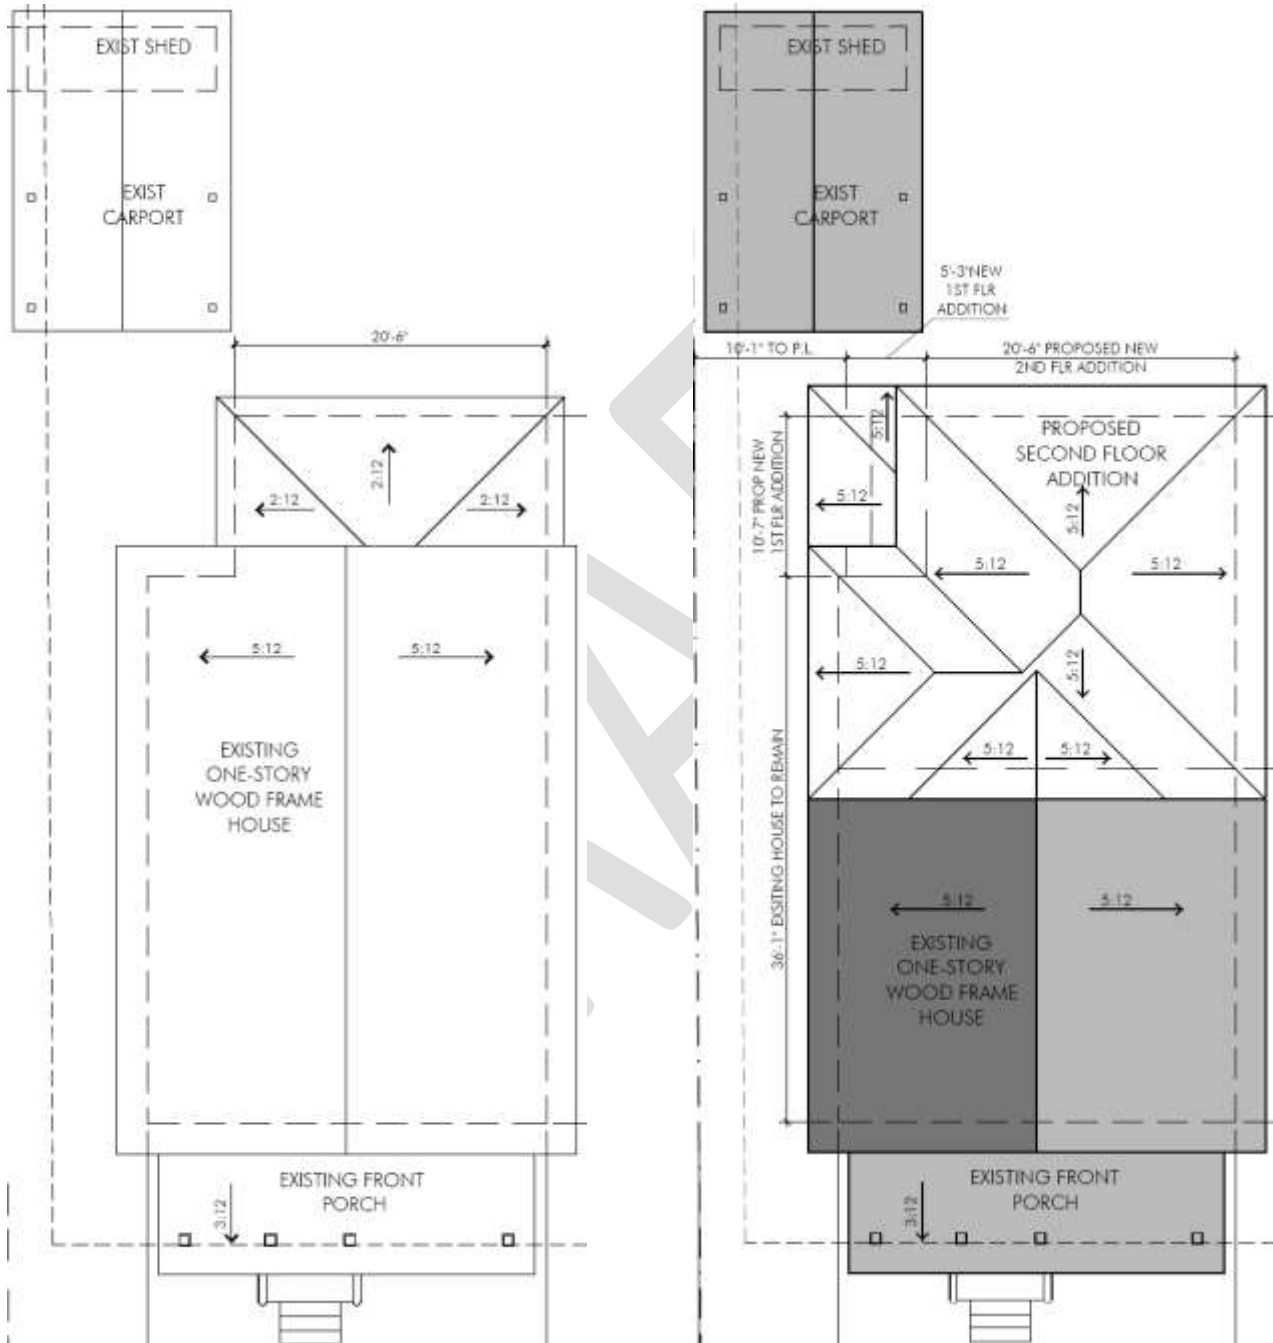 EXIST SHED
EXIST
CARPORT
20'-6"
2:12
2:12
2:12
5:12
5:12
EXISTING
ONE-STORY
WOOD FRAME
HOUSE
EXISTING FRONT
PORCH
3:12
EXIST SHED
EXIST
CARPORT
5'-3" NEW
1ST FLR
ADDITION
10'-1" TO P.L.
20'-6" PROPOSED NEW
2ND FLR ADDITION
5:12
PROPOSED
SECOND FLOOR
ADDITION
10'-7" PROP NEW
1ST FLR ADDITION
5:12
5:12
5:12
5:12
5:12
5:12
5:12
5:12
36'-1" EXSITING HOUSE TO REMAIN
5:12
5:12
EXISTING
ONE-STORY
WOOD FRAME
HOUSE
EXISTING FRONT
PORCH
3:12